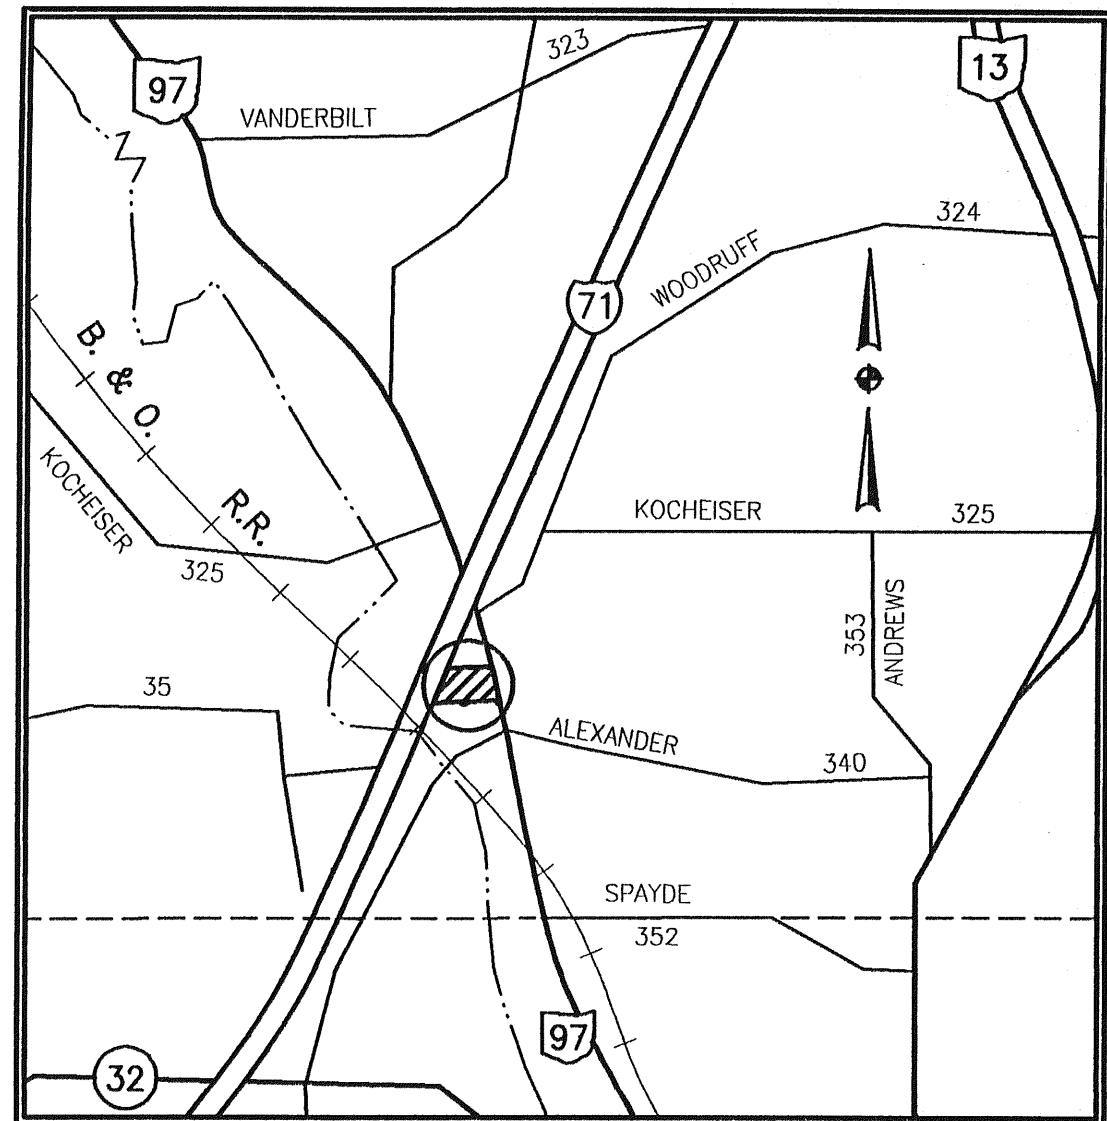 323
97
13
VANDERBILT
324
WOODRUFF
71
B. & O. R.R.
KOCHEISER
KOCHEISER
325
325
353
ANDREWS
35
ALEXANDER
340
SPAYDE
352
97
32